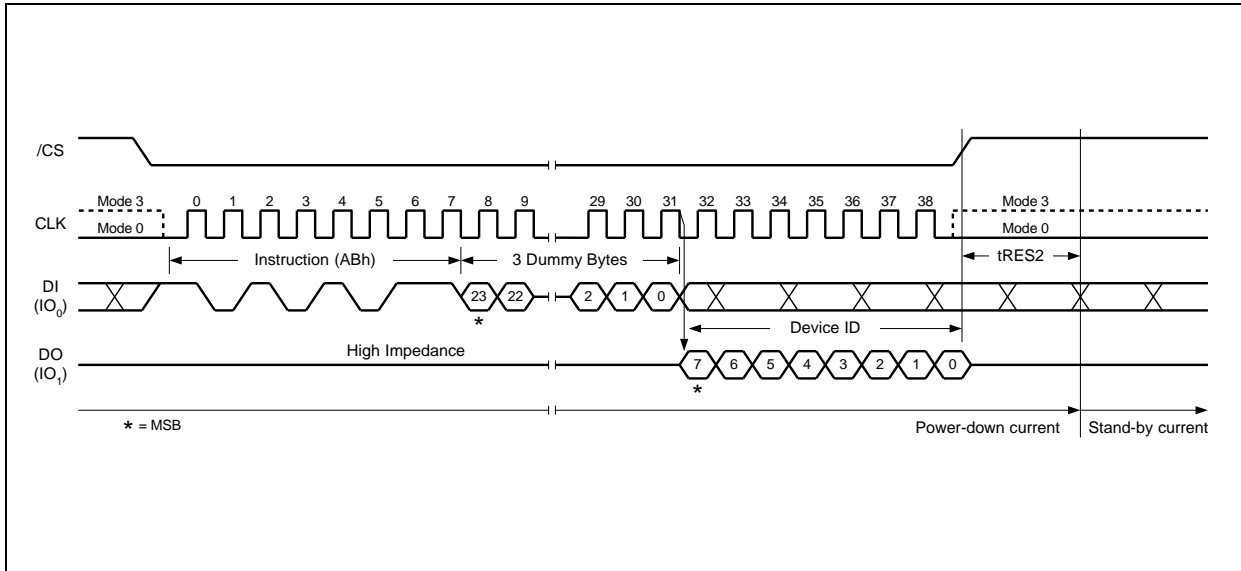 /CS
Mode 3 0 1 2 3 4 5 6 7 8 9 29 30 31 32 33 34 35 36 37 38 Mode 3
CLK
Mode 0 Mode 0
Instruction (ABh) 3 Dummy Bytes tRES2
DI
(IO0)
23 22 2 1 0
*
Device ID
High Impedance
DO
(IO1)
7 6 5 4 3 2 1 0
*
* = MSB
Power-down current Stand-by current